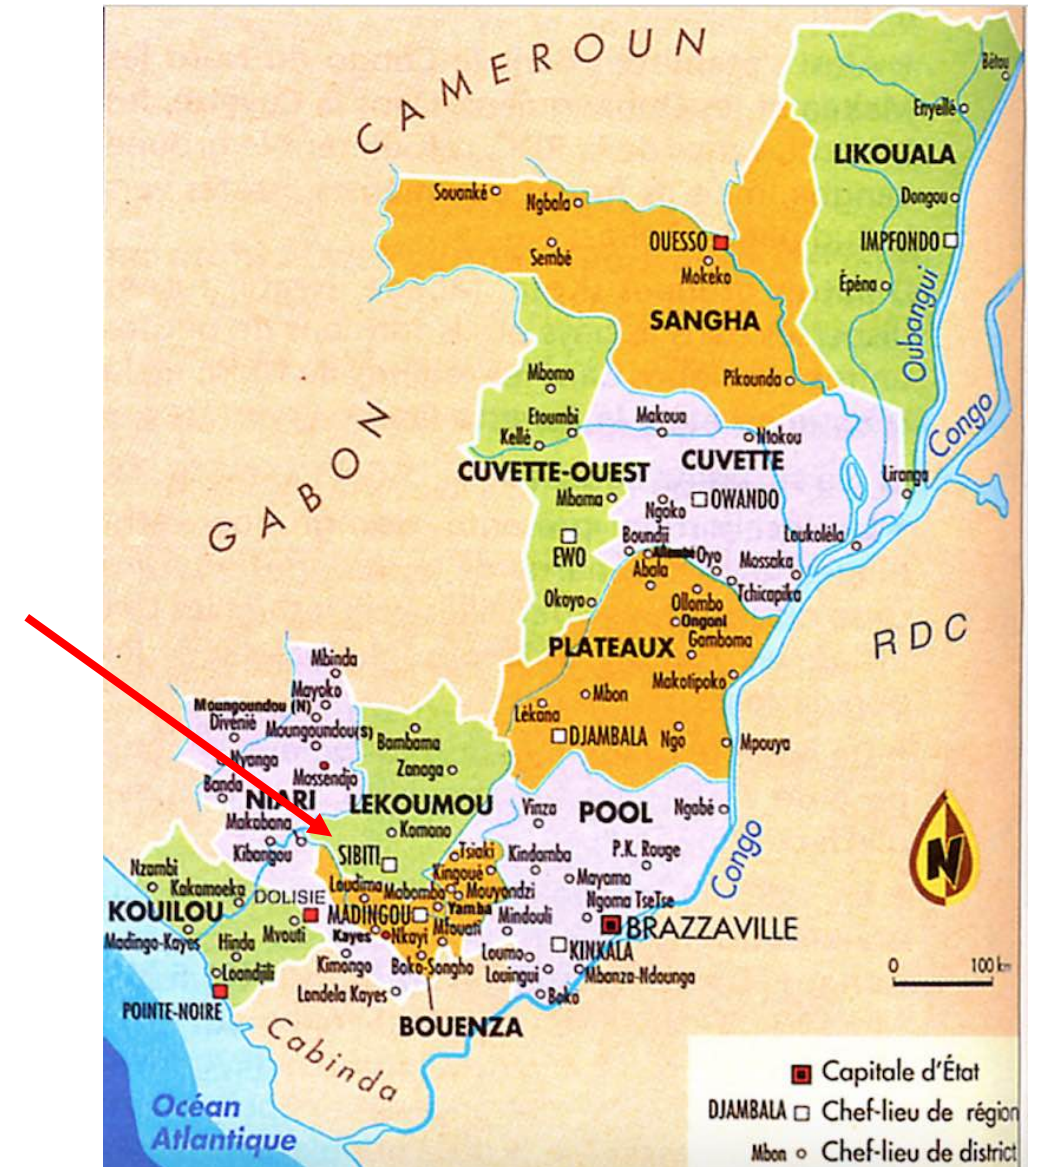 CAMEROUN
Bétou
Enyellé
LIKOUALA
Dongou
Souanké
Ngbala
OUESSO
IMPFONDO
Sembé
Mokeko
Épéna
SANGHA
Oubangui
Mbomo
Pikounda
GABON
Etoumbi
Makoua
Congo
Kellé
Ntokou
CUVETTE-OUEST
CUVETTE
Liranga
Mbama
Ngoko
OWANDO
Boundji
Loukoléla
EWO
Oyo
Mossaka
Abala
Tchicapika
Okoyo
Ollombo
Ongoni
RDC
PLATEAUX
Gamboma
Mbinda
Makotipoko
Mayoko
Mbon
Moungoundou (N)
Lékana
Divénié
Moungoundou(S)
Bambama
DJAMBALA
Ngo
Mpouya
Nyanga
Zanaga
Banda
Mossendjo
NIARI
LEKOUMOU
Vinza
POOL
Ngabé
Makabana
Komono
Kibangou
SIBITI
Tsiaki
Kindamba
P.K. Rouge
Congo
N
Nzambi
Kingoué
Mayama
Kakamoeka
DOLISIE
Loudima
Mabombo
Mouyondzi
Ngoma TseTse
KOUILOU
MADINGOU
Yamba
Mindouli
BRAZZAVILLE
Madingo-Kayes
Hinda
Mvouti
Kayes
Nkayi
Mfouati
Loumo
KINKALA
Loandjili
Kimongo
Boko-Songho
Louingui
Mbanza-Ndounga
0 100 km
POINTE-NOIRE
Londela Kayes
Boko
BOUENZA
Cabinda
Capitale d'État
Océan
Atlantique
DJAMBALA Chef-lieu de région
Mbon Chef-lieu de district